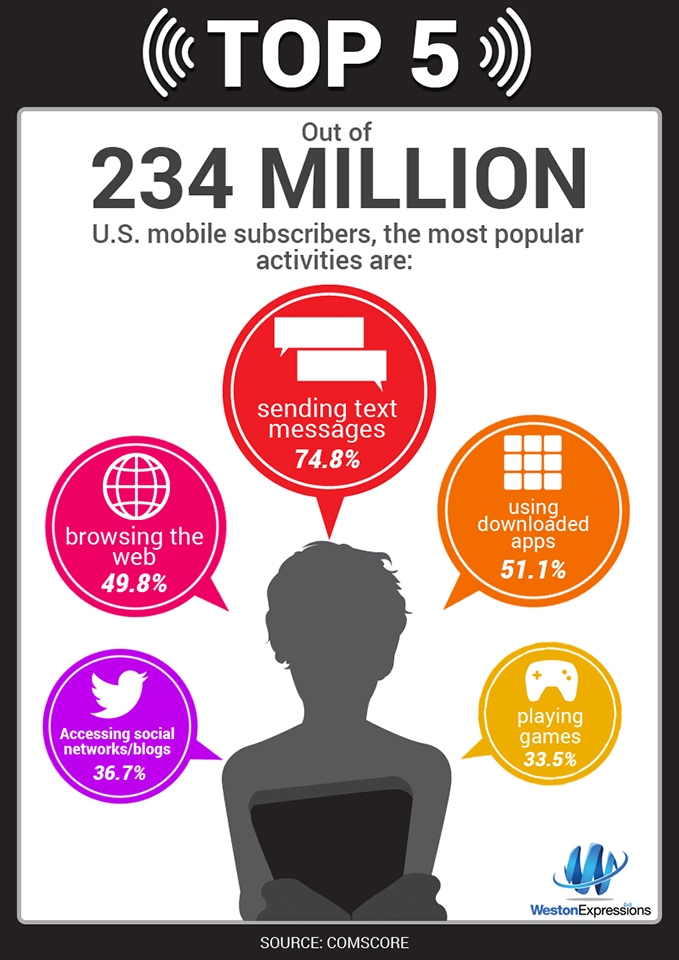 TOP 5
Out of
234 MILLION
U.S. mobile subscribers, the most popular
activities are:
sending text
messages
74.8%
browsing the
web
49.8%
using
downloaded
apps
51.1%
Accessing social
networks/blogs
36.7%
playing
games
33.5%
WestonExpressions
SOURCE: COMSCORE